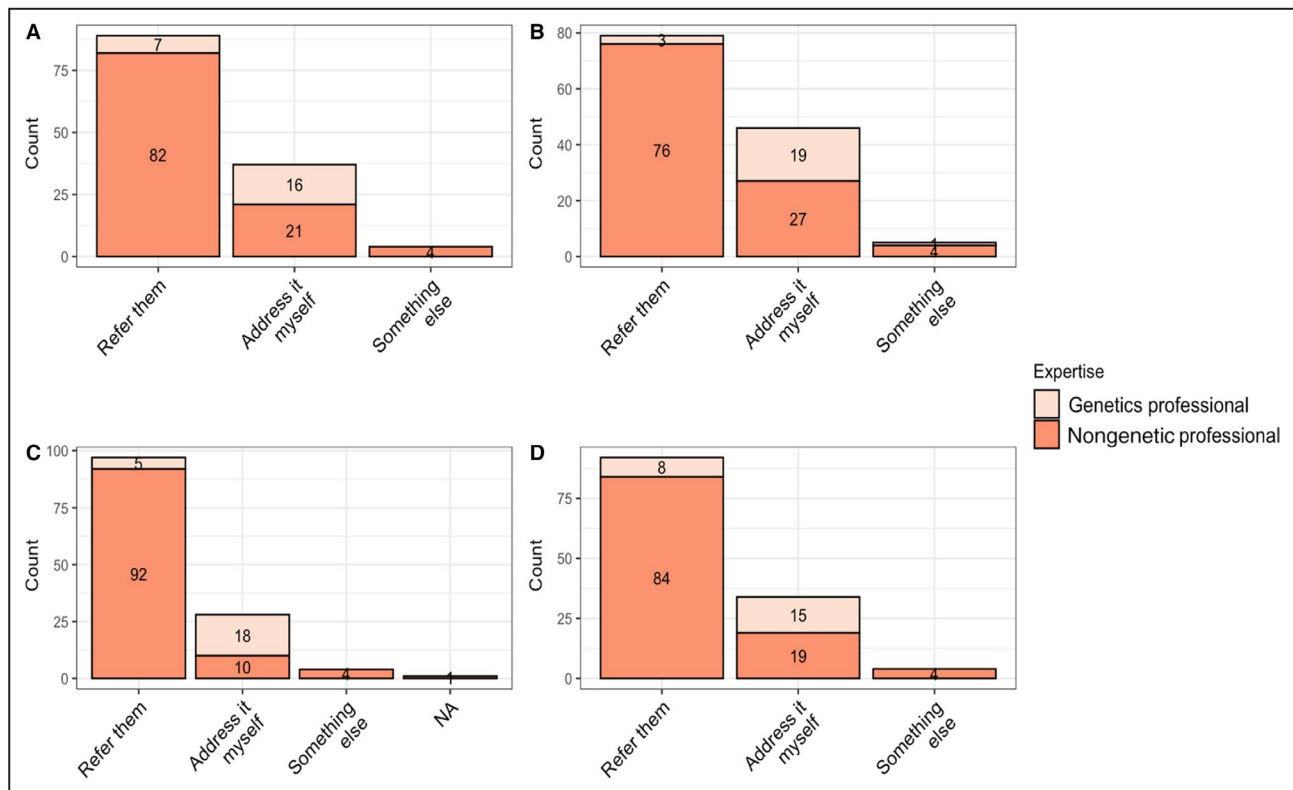 A
Count
75
50
25
0
7
82
16
21
4
Refer them
Address it
myself
Something
else
B
Count
80
60
40
20
0
3
76
19
27
1
4
Refer them
Address it
myself
Something
else
Expertise
Genetics professional
Nongenetic professional
C
Count
100
75
50
25
0
5
92
18
10
4
1
Refer them
Address it
myself
Something
else
NA
D
Count
75
50
25
0
8
84
15
19
4
Refer them
Address it
myself
Something
else